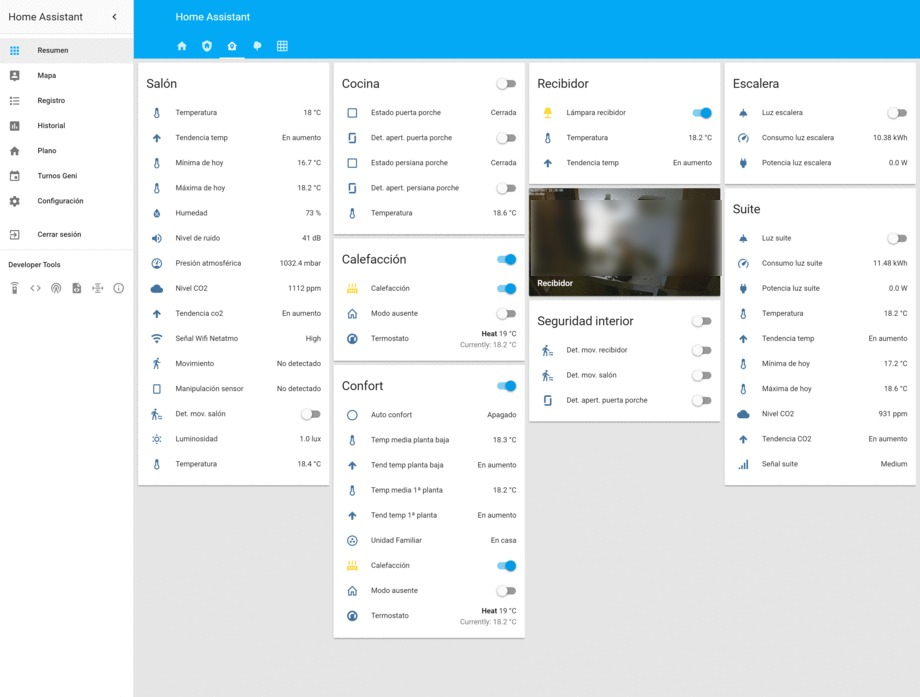 Home Assistant
Resumen
Mapa
Registro
Historial
Plano
Turnos Geni
Configuración
Cerrar sesión
Developer Tools
Home Assistant
Salón
Temperatura 18 °C
Tendencia temp En aumento
Mínima de hoy 16.7 °C
Máxima de hoy 18.2 °C
Humedad 73 %
Nivel de ruido 41 dB
Presión atmosférica 1032.4 mbar
Nivel CO2 1112 ppm
Tendencia co2 En aumento
Señal Wifi Netatmo High
Movimiento No detectado
Manipulación sensor No detectado
Det. mov. salón
Luminosidad 1.0 lux
Temperatura 18.4 °C
Cocina
Estado puerta porche Cerrada
Det. apert. puerta porche
Estado persiana porche Cerrada
Det. apert. persiana porche
Temperatura 18.6 °C
Calefacción
Calefacción
Modo ausente
Termostato Heat 19 °C
Currently: 18.2 °C
Confort
Auto confort Apagado
Temp media planta baja 18.3 °C
Tend temp planta baja En aumento
Temp media 1ª planta 18.2 °C
Tend temp 1ª planta En aumento
Unidad Familiar En casa
Calefacción
Modo ausente
Termostato Heat 19 °C
Currently: 18.2 °C
Recibidor
Lámpara recibidor
Temperatura 18.2 °C
Tendencia temp En aumento
Recibidor
Seguridad interior
Det. mov. recibidor
Det. mov. salón
Det. apert. puerta porche
Escalera
Luz escalera
Consumo luz escalera 10.38 kWh
Potencia luz escalera 0.0 W
Suite
Luz suite
Consumo luz suite 11.48 kWh
Potencia luz suite 0.0 W
Temperatura 18.2 °C
Tendencia temp En aumento
Mínima de hoy 17.2 °C
Máxima de hoy 18.6 °C
Nivel CO2 931 ppm
Tendencia CO2 En aumento
Señal suite Medium